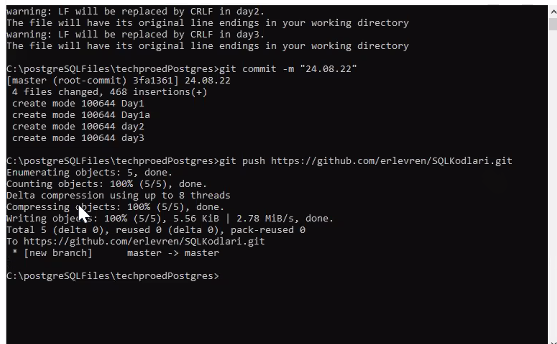 warning: LF will be replaced by CRLF in day2.
The file will have its original line endings in your working directory
warning: LF will be replaced by CRLF in day3.
The file will have its original line endings in your working directory
C:\postgreSQLFiles\techproedPostgres>git commit -m "24.08.22"
[master (root-commit) 3fa1361] 24.08.22
4 files changed, 468 insertions(+)
create mode 100644 Day1
create mode 100644 Day1a
create mode 100644 day2
create mode 100644 day3
C:\postgreSQLFiles\techproedPostgres>git push https://github.com/erlevren/SQLKodlari.git
Enumerating objects: 5, done.
Counting objects: 100% (5/5), done.
Delta compression using up to 8 threads
Compressing objects: 100% (5/5), done.
Writing objects: 100% (5/5), 5.56 KiB | 2.78 MiB/s, done.
Total 5 (delta 0), reused 0 (delta 0), pack-reused 0
To https://github.com/erlevren/SQLKodlari.git
* [new branch] master -> master
C:\postgreSQLFiles\techproedPostgres>